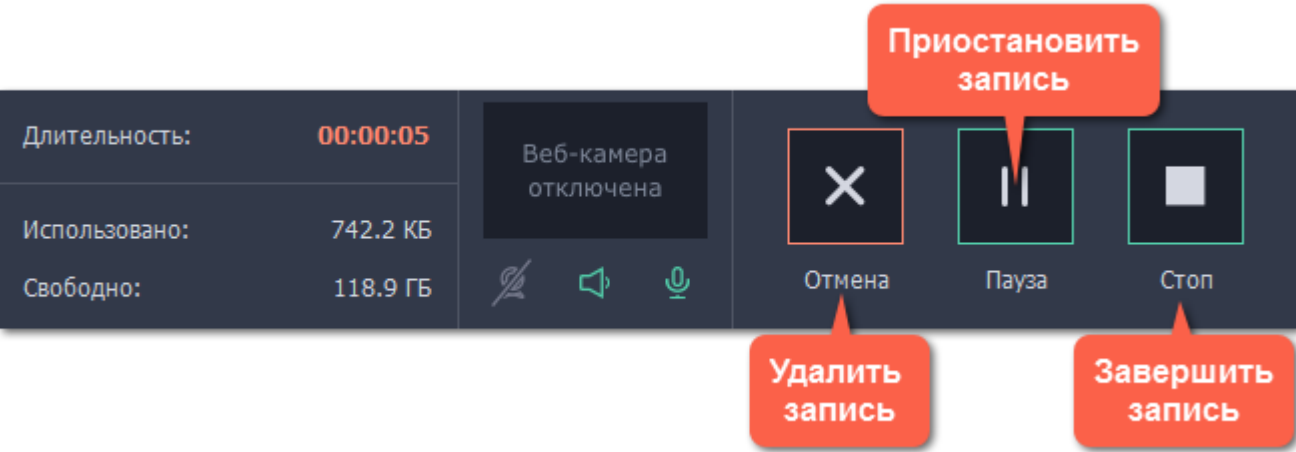 Приостановить
запись
Длительность: 00:00:05
Использовано: 742.2 КБ
Свободно: 118.9 ГБ
Веб-камера
отключена
Отмена Пауза Стоп
Удалить
запись
Завершить
запись